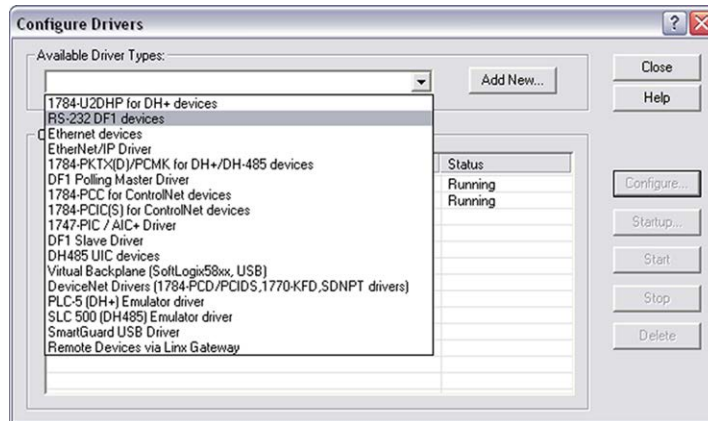 Configure Drivers
Available Driver Types:
Add New...
Close
Help
1784-U2DHP for DH+ devices
RS-232 DF1 devices
Ethernet devices
EtherNet/IP Driver
1784-PKTX(D)/PCMK for DH+/DH-485 devices
DF1 Polling Master Driver
1784-PCC for ControlNet devices
1784-PCIC(S) for ControlNet devices
1747-PIC / AIC+ Driver
DF1 Slave Driver
DH485 UIC devices
Virtual Backplane (SoftLogix58xx, USB)
DeviceNet Drivers (1784-PCD/PCIDS,1770-KFD,SDNPT drivers)
PLC-5 (DH+) Emulator driver
SLC 500 (DH485) Emulator driver
SmartGuard USB Driver
Remote Devices via Linx Gateway
Status
Running
Running
Configure...
Startup...
Start
Stop
Delete